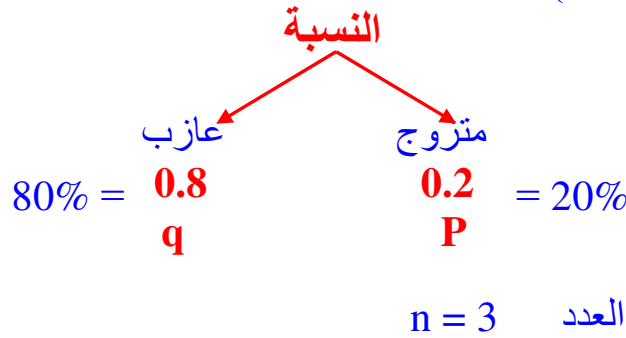 النسبة
متزوج عازب
80% = 0.8 0.2 = 20%
q P
العدد n = 3